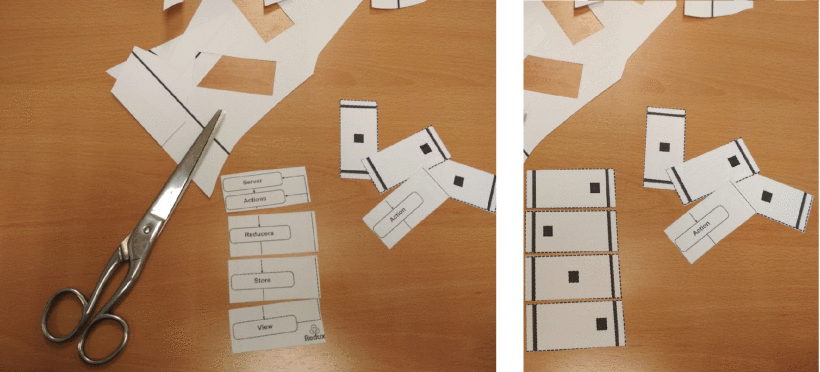 Server
Actions
Reducers
Store
View
Redux
Action
Action